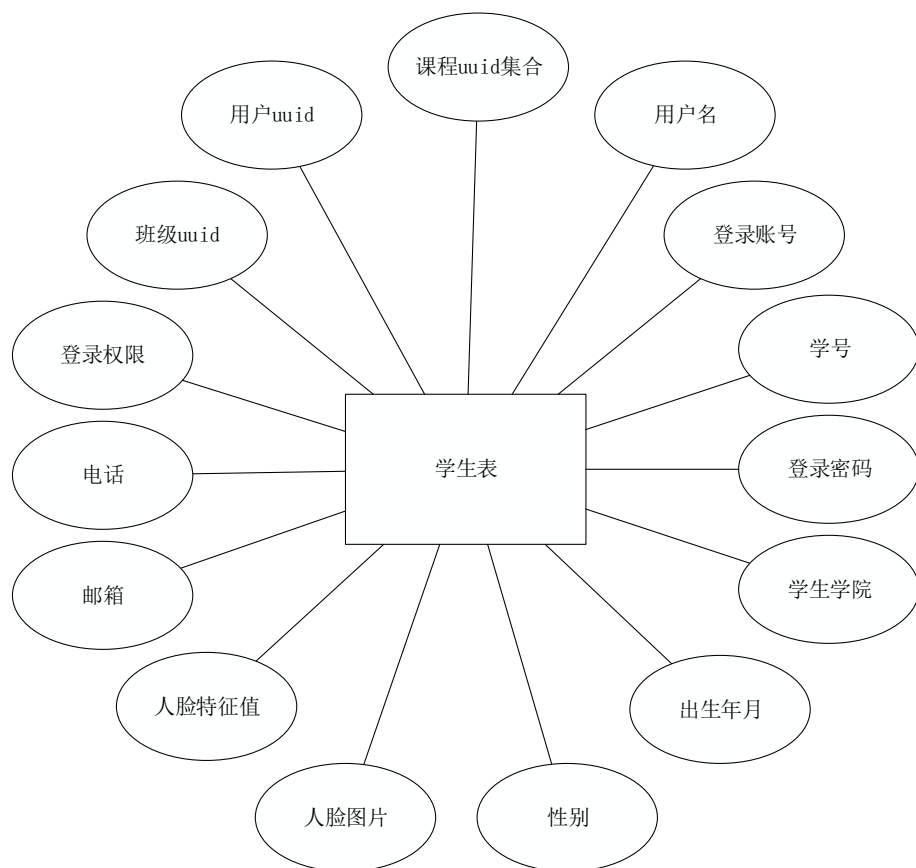 课程uuid集合
用户uuid
用户名
班级uuid
登录账号
登录权限
学号
电话
学生表
登录密码
邮箱
学生学院
人脸特征值
出生年月
人脸图片
性别